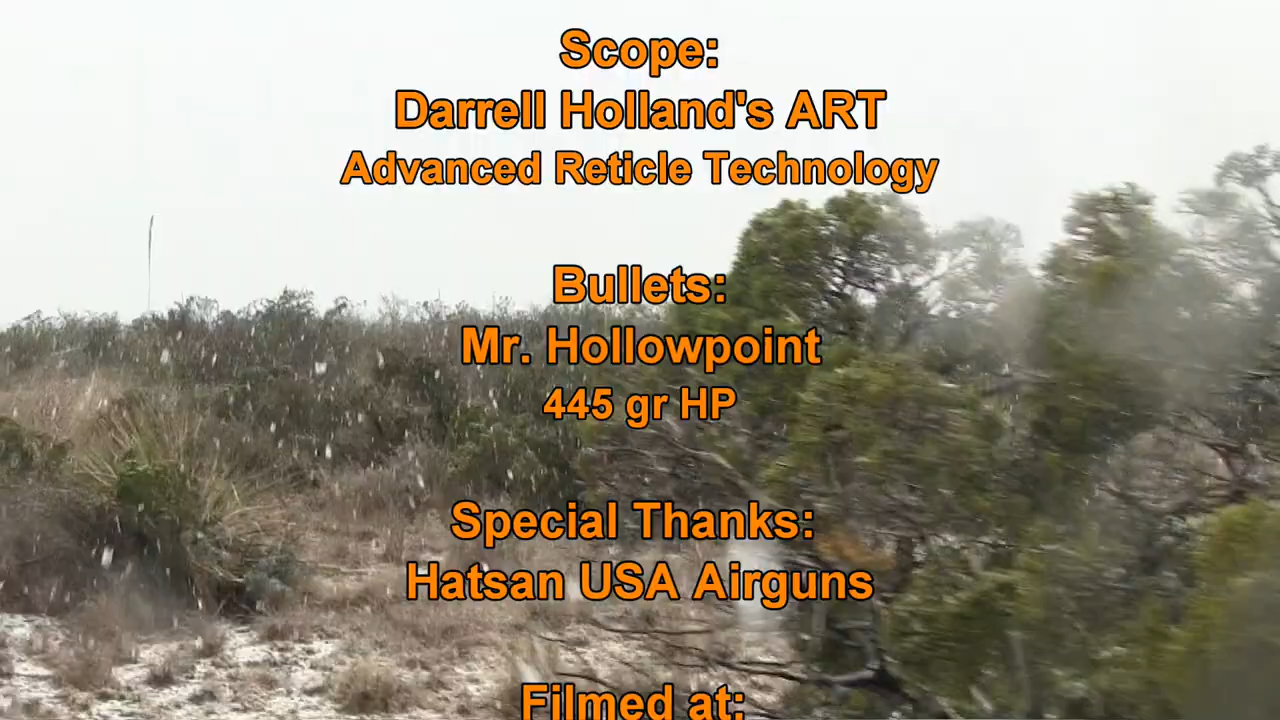 Scope:
Darrell Holland's ART
Advanced Reticle Technology
Bullets:
Mr. Hollowpoint
445 gr HP
Special Thanks:
Hatsan USA Airguns
Filmed at: